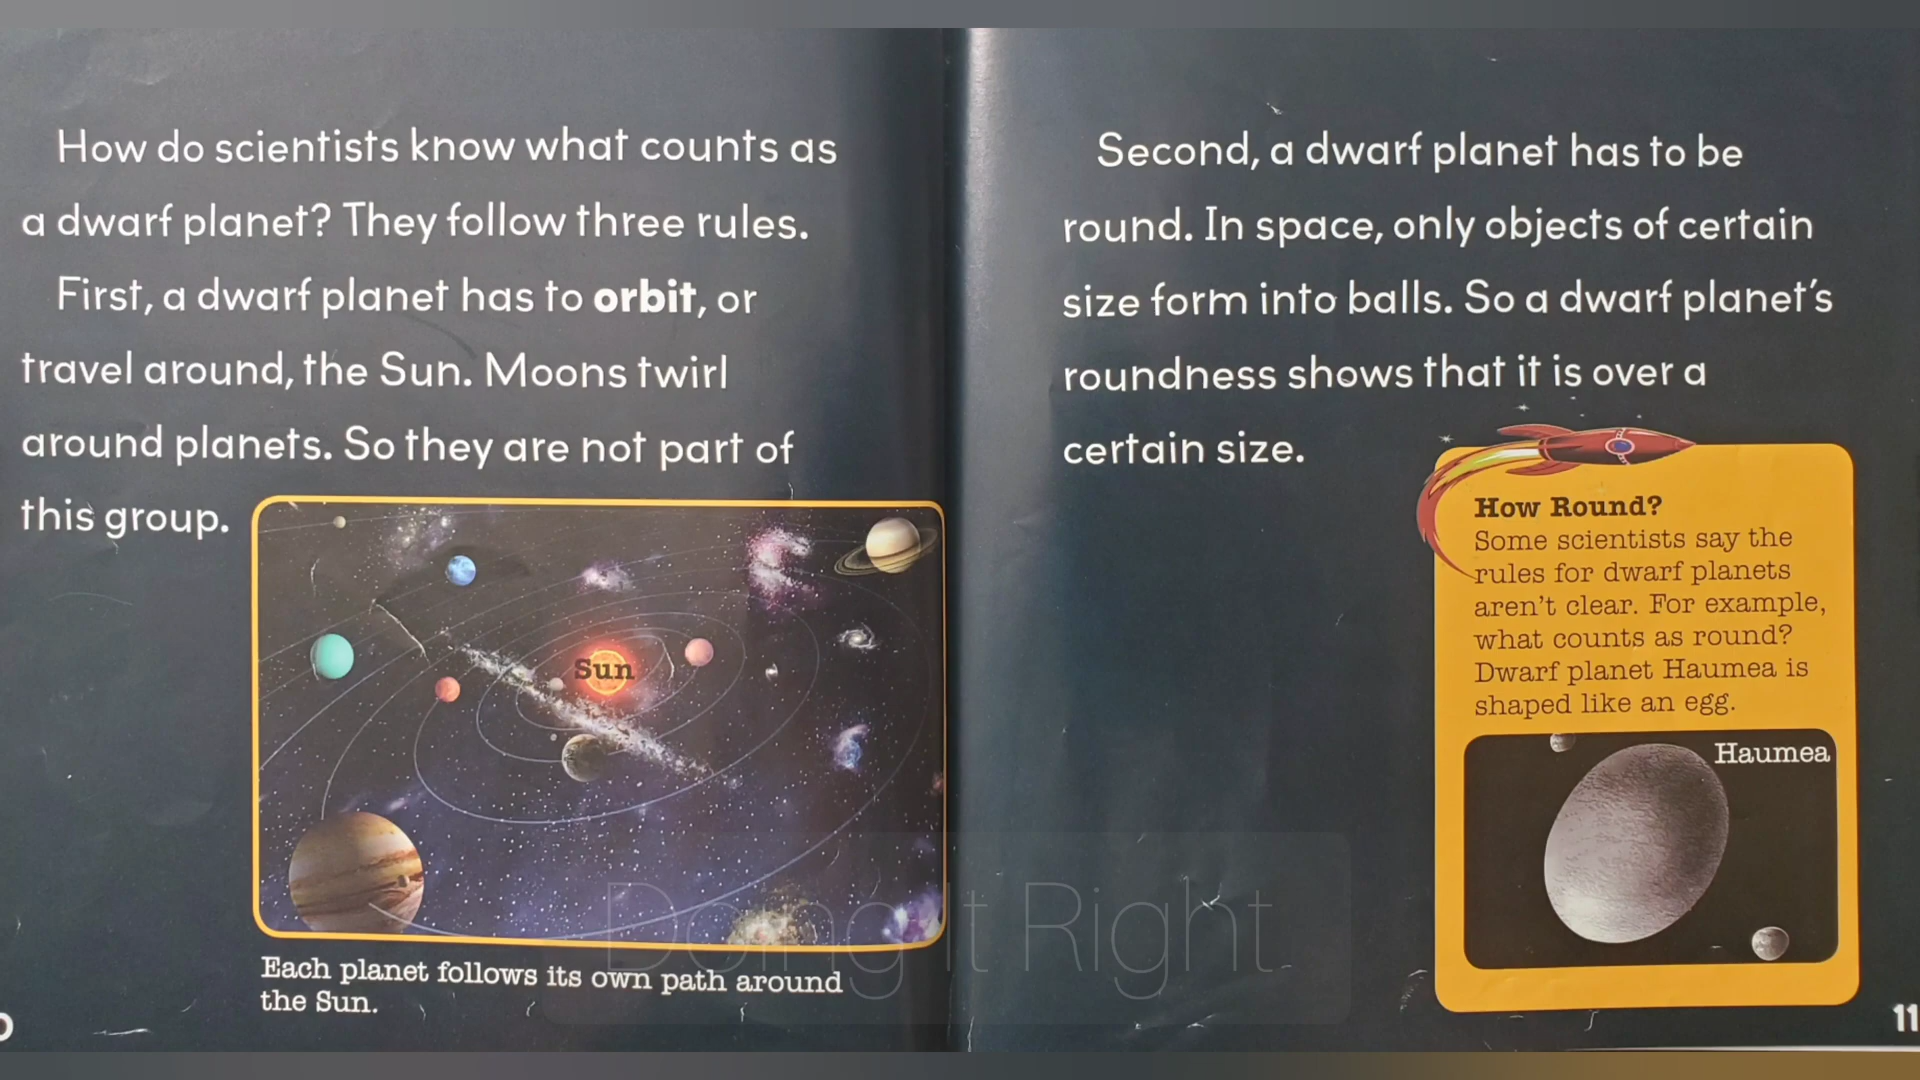 How do scientists know what counts as
a dwarf planet? They follow three rules.
First, a dwarf planet has to orbit, or
travel around, the Sun. Moons twirl
around planets. So they are not part of
this group.
Sun
Each planet follows its own path around
the Sun.
Second, a dwarf planet has to be
round. In space, only objects of certain
size form into balls. So a dwarf planet's
roundness shows that it is over a
certain size.
How Round?
Some scientists say the
rules for dwarf planets
aren't clear. For example,
what counts as round?
Dwarf planet Haumea is
shaped like an egg.
Haumea
Doing It Right
11